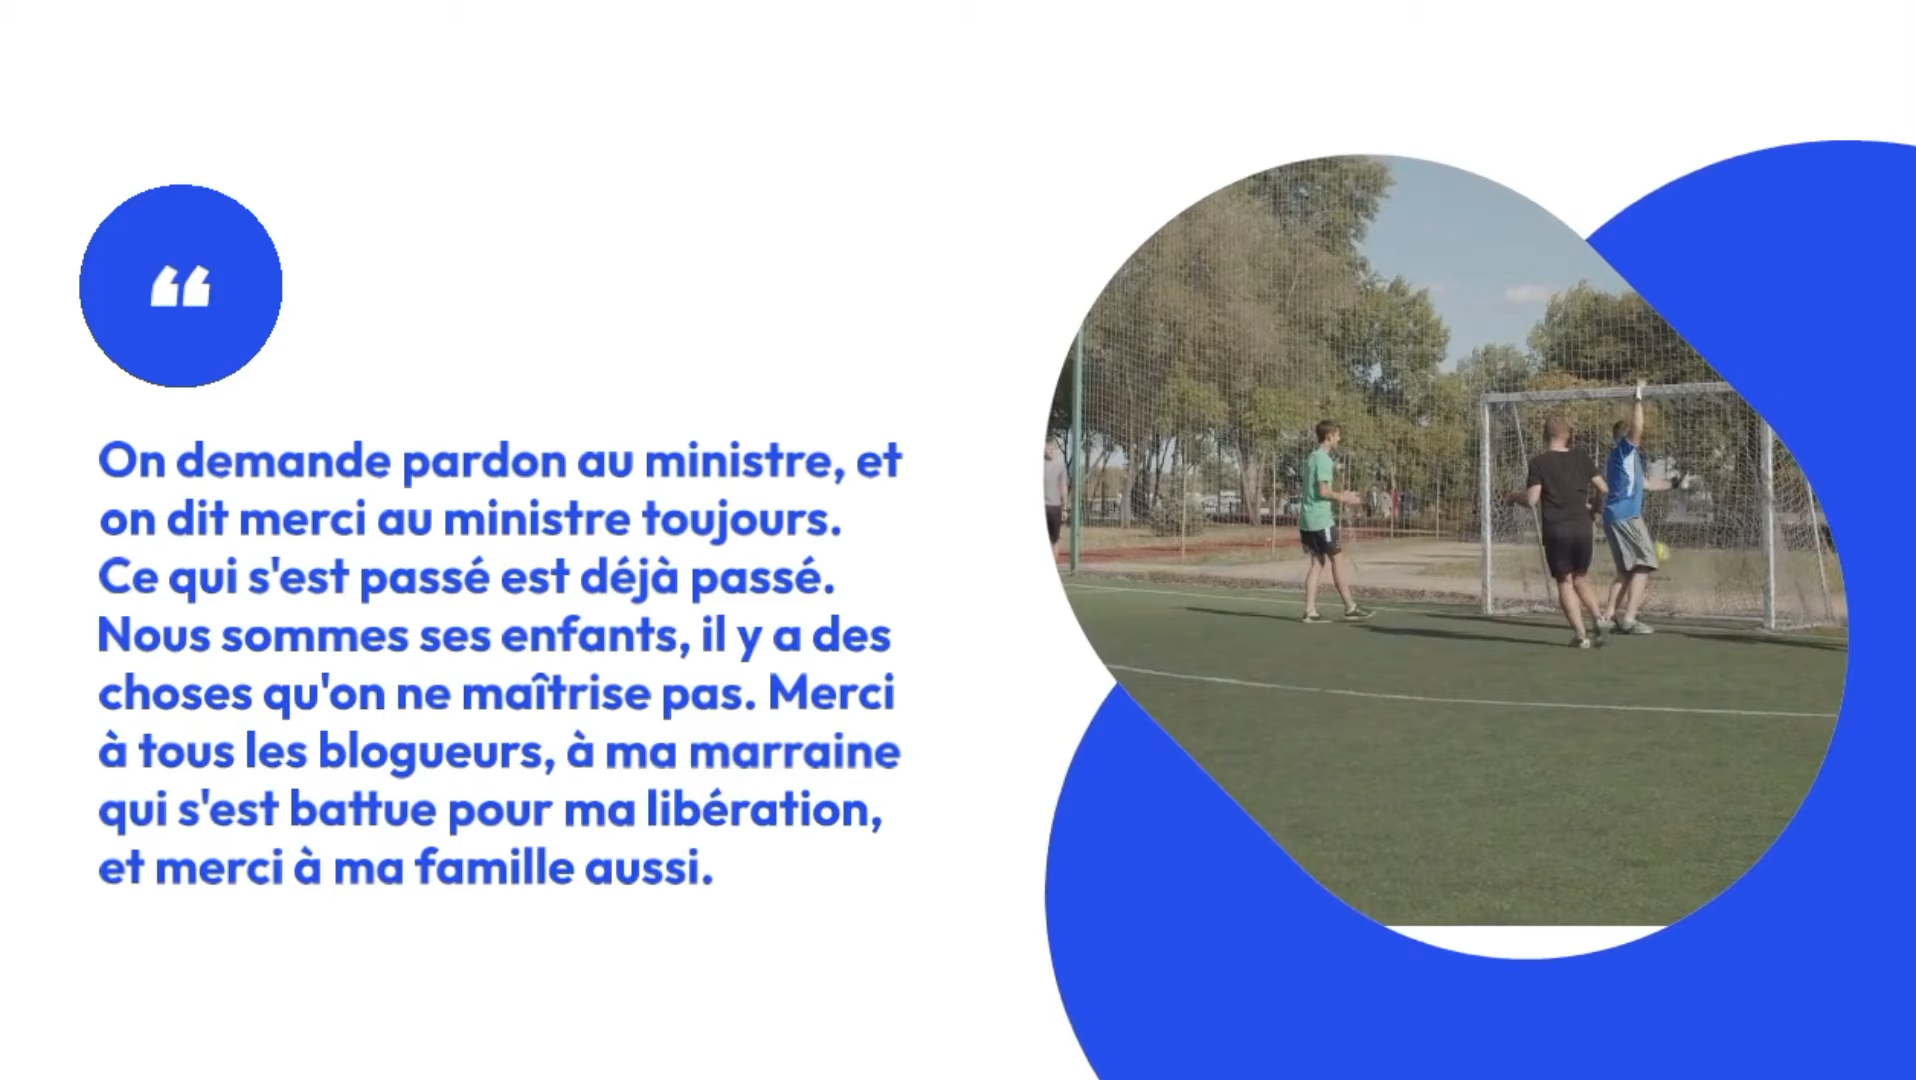 ❝
On demande pardon au ministre, et
on dit merci au ministre toujours.
Ce qui s'est passé est déjà passé.
Nous sommes ses enfants, il y a des
choses qu'on ne maîtrise pas. Merci
à tous les blogueurs, à ma marraine
qui s'est battue pour ma libération,
et merci à ma famille aussi.